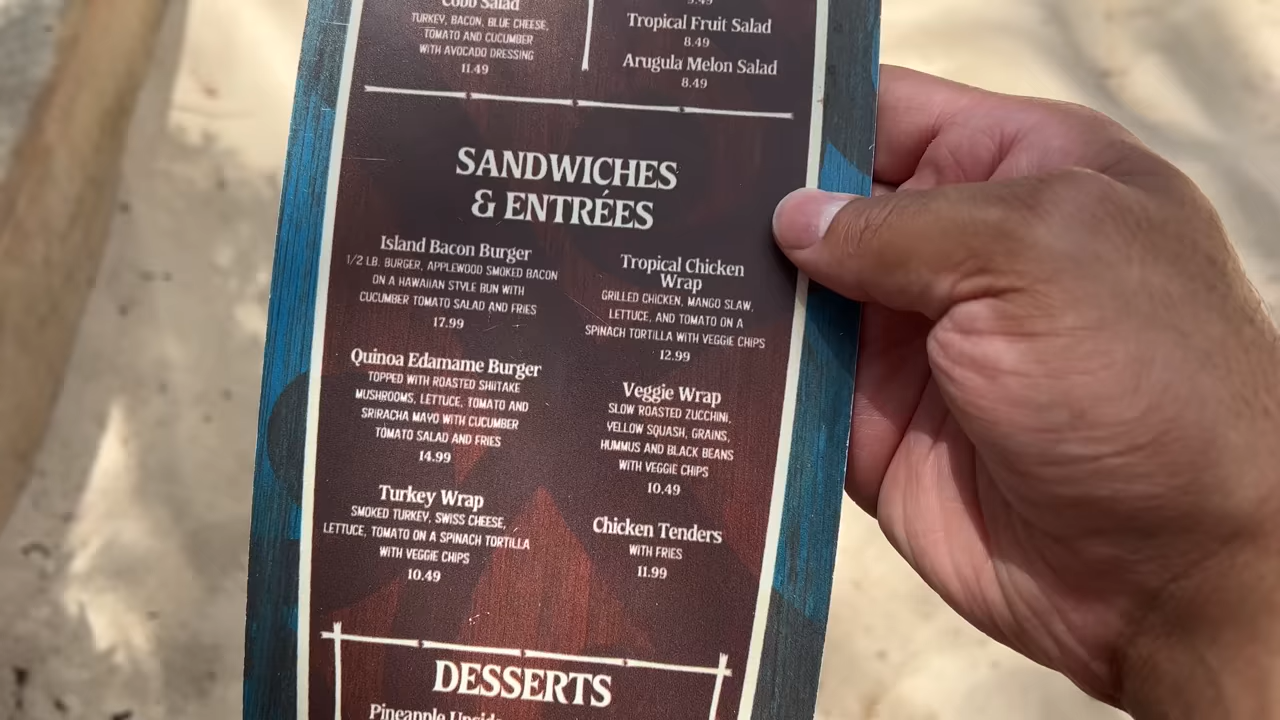 Cobb Salad
TURKEY, BACON, BLUE CHEESE,
TOMATO AND CUCUMBER
WITH AVOCADO DRESSING
11.49
Tropical Fruit Salad
8.49
Arugula Melon Salad
8.49
SANDWICHES
& ENTRÉES
Island Bacon Burger
1/2 LB. BURGER, APPLEWOOD SMOKED BACON
ON A HAWAIIAN STYLE BUN WITH
CUCUMBER TOMATO SALAD AND FRIES
17.99
Quinoa Edamame Burger
TOPPED WITH ROASTED SHIITAKE
MUSHROOMS, LETTUCE, TOMATO AND
SRIRACHA MAYO WITH CUCUMBER
TOMATO SALAD AND FRIES
14.99
Turkey Wrap
SMOKED TURKEY, SWISS CHEESE,
LETTUCE, TOMATO ON A SPINACH TORTILLA
WITH VEGGIE CHIPS
10.49
Tropical Chicken
Wrap
GRILLED CHICKEN, MANGO SLAW,
LETTUCE, AND TOMATO ON A
SPINACH TORTILLA WITH VEGGIE CHIPS
12.99
Veggie Wrap
SLOW ROASTED ZUCCHINI,
YELLOW SQUASH, GRAINS,
HUMMUS AND BLACK BEANS
WITH VEGGIE CHIPS
10.49
Chicken Tenders
WITH FRIES
11.99
DESSERTS
Pineapple